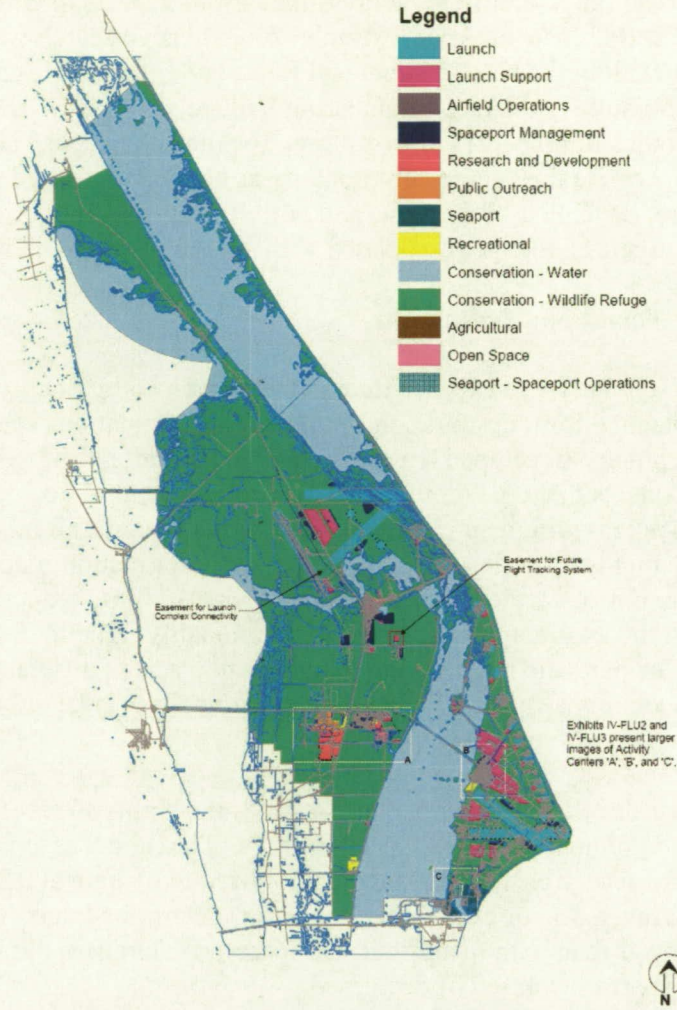 Legend
Launch
Launch Support
Airfield Operations
Spaceport Management
Research and Development
Public Outreach
Seaport
Recreational
Conservation - Water
Conservation - Wildlife Refuge
Agricultural
Open Space
Seaport - Spaceport Operations
Easement for Future
Flight Tracking System
Easement for Launch
Complex Connectivity
Exhibits IV-FLU2 and
IV-FLU3 present larger
images of Activity
Centers 'A', 'B', and 'C'.
A
B
C
N